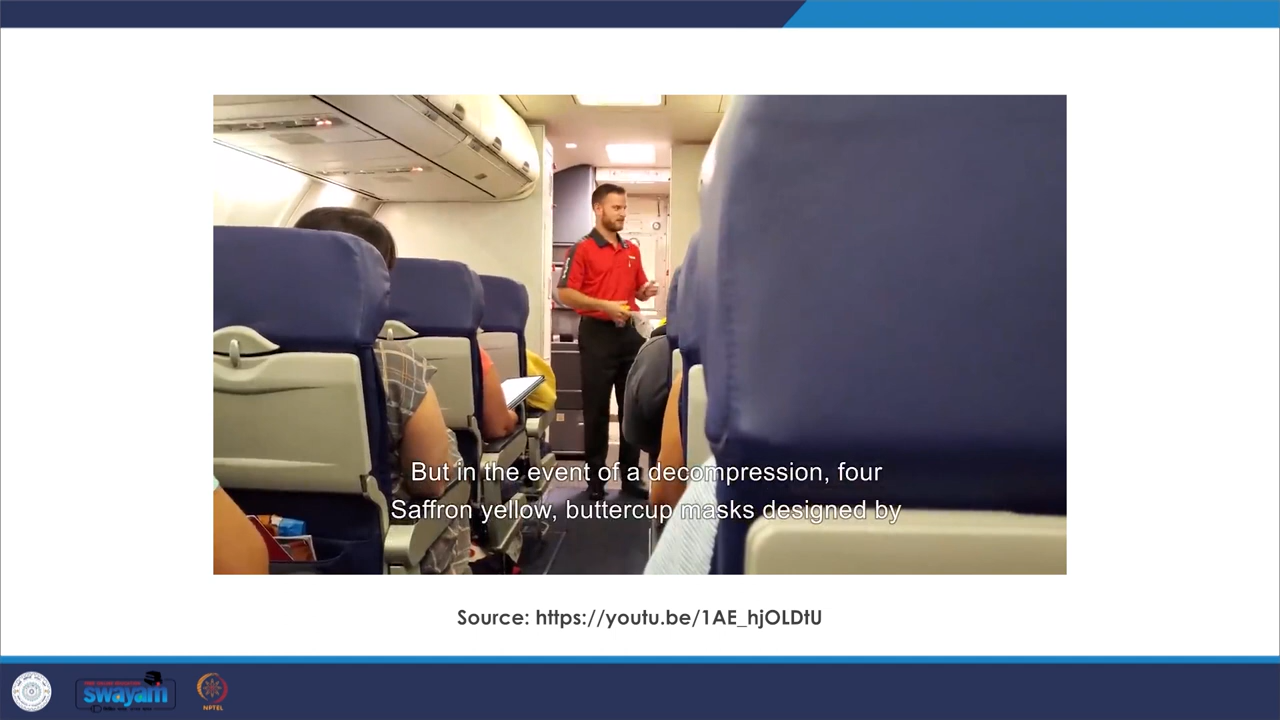 But in the event of a decompression, four
Saffron yellow, buttercup masks designed by
Source: https://youtu.be/1AE_hjOLDtU
swayam
NPTEL